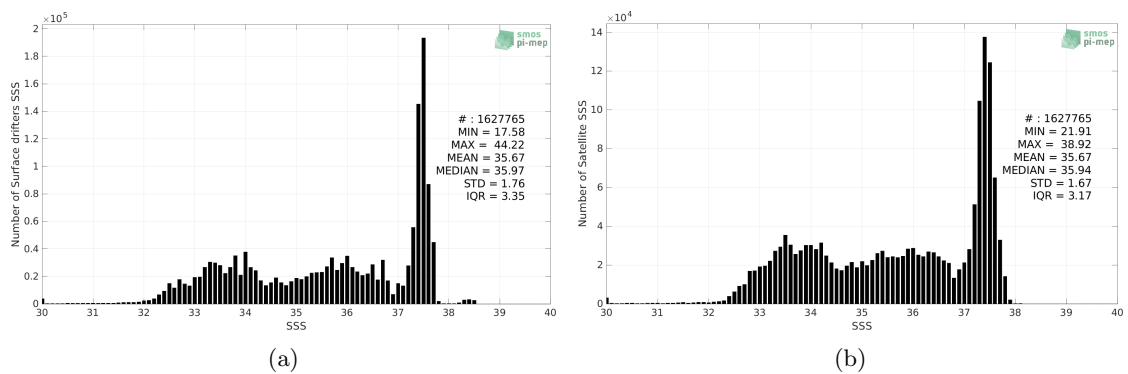 ×10⁵
2
1.8
1.6
1.4
1.2
1
0.8
0.6
0.4
0.2
0
Number of Surface drifters SSS
smos
pi-mep
# : 1627765
MIN = 17.58
MAX = 44.22
MEAN = 35.67
MEDIAN = 35.97
STD = 1.76
IQR = 3.35
30 31 32 33 34 35 36 37 38 39 40
SSS
(a)
×10⁴
14
12
10
8
6
4
2
0
Number of Satellite SSS
smos
pi-mep
# : 1627765
MIN = 21.91
MAX = 38.92
MEAN = 35.67
MEDIAN = 35.94
STD = 1.67
IQR = 3.17
30 31 32 33 34 35 36 37 38 39 40
SSS
(b)